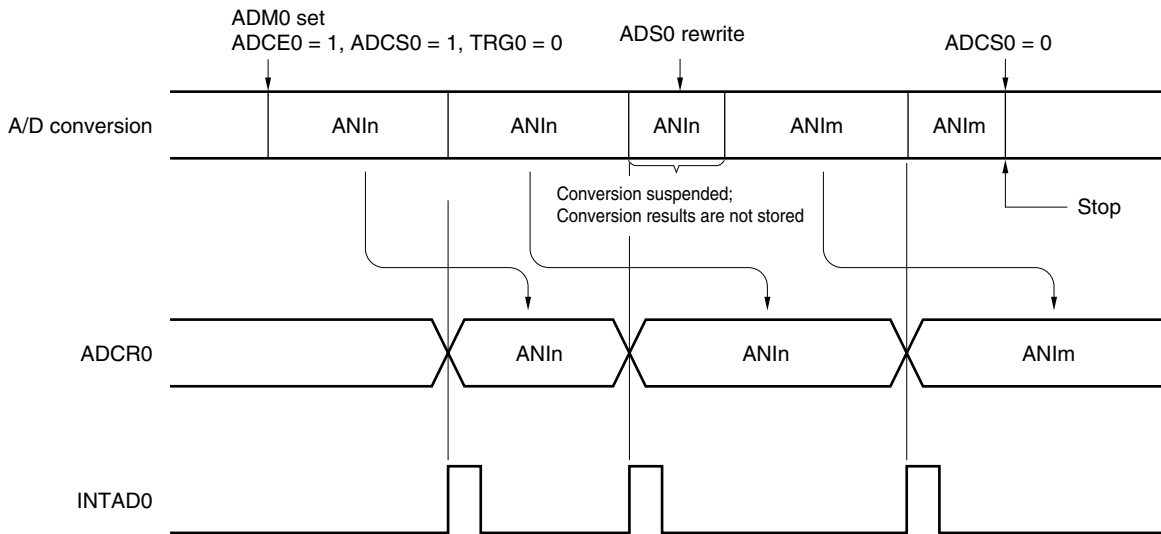 ADM0 set
ADCE0 = 1, ADCS0 = 1, TRG0 = 0
ADS0 rewrite
ADCS0 = 0
A/D conversion
ANIn
ANIn
ANIn
ANIm
ANIm
Conversion suspended;
Conversion results are not stored
Stop
ADCR0
ANIn
ANIn
ANIm
INTAD0